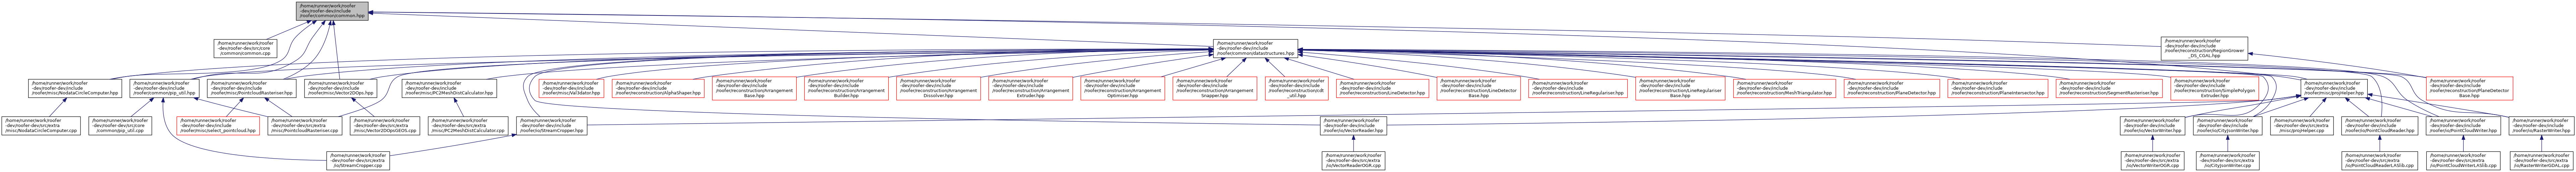 /home/runner/work/roofer
-dev/roofer-dev/include
/roofer/common/common.hpp
/home/runner/work/roofer
-dev/roofer-dev/src/core
/common/common.cpp
/home/runner/work/roofer
-dev/roofer-dev/include
/roofer/common/datastructures.hpp
/home/runner/work/roofer
-dev/roofer-dev/include
/roofer/reconstruction/RegionGrower
_DS_CGAL.hpp
/home/runner/work/roofer
-dev/roofer-dev/include
/roofer/misc/NodataCircleComputer.hpp
/home/runner/work/roofer
-dev/roofer-dev/include
/roofer/common/pip_util.hpp
/home/runner/work/roofer
-dev/roofer-dev/include
/roofer/misc/PointcloudRasteriser.hpp
/home/runner/work/roofer
-dev/roofer-dev/include
/roofer/misc/Vector2DOps.hpp
/home/runner/work/roofer
-dev/roofer-dev/include
/roofer/misc/PC2MeshDistCalculator.hpp
/home/runner/work/roofer
-dev/roofer-dev/include
/roofer/misc/Validator.hpp
/home/runner/work/roofer
-dev/roofer-dev/include
/roofer/reconstruction/AlphaShaper.hpp
/home/runner/work/roofer
-dev/roofer-dev/include
/roofer/reconstruction/Arrangement
Base.hpp
/home/runner/work/roofer
-dev/roofer-dev/include
/roofer/reconstruction/Arrangement
Builder.hpp
/home/runner/work/roofer
-dev/roofer-dev/include
/roofer/reconstruction/Arrangement
Dissolver.hpp
/home/runner/work/roofer
-dev/roofer-dev/include
/roofer/reconstruction/Arrangement
Extruder.hpp
/home/runner/work/roofer
-dev/roofer-dev/include
/roofer/reconstruction/Arrangement
Optimiser.hpp
/home/runner/work/roofer
-dev/roofer-dev/include
/roofer/reconstruction/Arrangement
Snapper.hpp
/home/runner/work/roofer
-dev/roofer-dev/include
/roofer/reconstruction/cdt
_util.hpp
/home/runner/work/roofer
-dev/roofer-dev/include
/roofer/reconstruction/LineDetector.hpp
/home/runner/work/roofer
-dev/roofer-dev/include
/roofer/reconstruction/LineDetector
Base.hpp
/home/runner/work/roofer
-dev/roofer-dev/include
/roofer/reconstruction/LineRegulariser.hpp
/home/runner/work/roofer
-dev/roofer-dev/include
/roofer/reconstruction/LineRegulariser
Base.hpp
/home/runner/work/roofer
-dev/roofer-dev/include
/roofer/reconstruction/MeshTriangulator.hpp
/home/runner/work/roofer
-dev/roofer-dev/include
/roofer/reconstruction/PlaneDetector.hpp
/home/runner/work/roofer
-dev/roofer-dev/include
/roofer/reconstruction/PlaneIntersector.hpp
/home/runner/work/roofer
-dev/roofer-dev/include
/roofer/reconstruction/SegmentRasteriser.hpp
/home/runner/work/roofer
-dev/roofer-dev/include
/roofer/reconstruction/SimplePolygon
Extruder.hpp
/home/runner/work/roofer
-dev/roofer-dev/include
/roofer/misc/projHelper.hpp
/home/runner/work/roofer
-dev/roofer-dev/include
/roofer/reconstruction/PlaneDetector
Base.hpp
/home/runner/work/roofer
-dev/roofer-dev/src/extra
/misc/NodataCircleComputer.cpp
/home/runner/work/roofer
-dev/roofer-dev/src/core
/common/pip_util.cpp
/home/runner/work/roofer
-dev/roofer-dev/include
/roofer/misc/select_pointcloud.hpp
/home/runner/work/roofer
-dev/roofer-dev/src/extra
/misc/PointcloudRasteriser.cpp
/home/runner/work/roofer
-dev/roofer-dev/src/extra
/misc/Vector2DOpsGEOS.cpp
/home/runner/work/roofer
-dev/roofer-dev/src/extra
/misc/PC2MeshDistCalculator.cpp
/home/runner/work/roofer
-dev/roofer-dev/include
/roofer/io/StreamCropper.hpp
/home/runner/work/roofer
-dev/roofer-dev/include
/roofer/io/VectorReader.hpp
/home/runner/work/roofer
-dev/roofer-dev/include
/roofer/io/VectorWriter.hpp
/home/runner/work/roofer
-dev/roofer-dev/include
/roofer/io/CityJsonWriter.hpp
/home/runner/work/roofer
-dev/roofer-dev/src/extra
/misc/projHelper.cpp
/home/runner/work/roofer
-dev/roofer-dev/include
/roofer/io/PointCloudReader.hpp
/home/runner/work/roofer
-dev/roofer-dev/include
/roofer/io/PointCloudWriter.hpp
/home/runner/work/roofer
-dev/roofer-dev/include
/roofer/io/RasterWriter.hpp
/home/runner/work/roofer
-dev/roofer-dev/src/extra
/io/StreamCropper.cpp
/home/runner/work/roofer
-dev/roofer-dev/src/extra
/io/VectorReaderOGR.cpp
/home/runner/work/roofer
-dev/roofer-dev/src/extra
/io/VectorWriterOGR.cpp
/home/runner/work/roofer
-dev/roofer-dev/src/extra
/io/CityJsonWriter.cpp
/home/runner/work/roofer
-dev/roofer-dev/src/extra
/io/PointCloudReaderLASlib.cpp
/home/runner/work/roofer
-dev/roofer-dev/src/extra
/io/PointCloudWriterLASlib.cpp
/home/runner/work/roofer
-dev/roofer-dev/src/extra
/io/RasterWriterGDAL.cpp